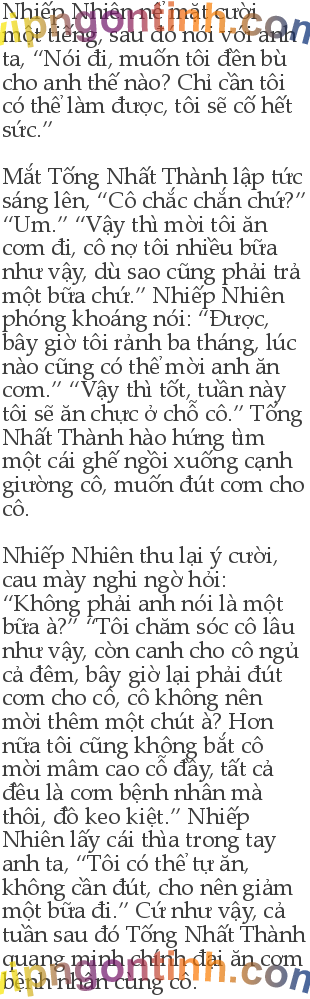 Nhiếp Nhiên nể mặt cười
một tiếng, sau đó nói với anh
ta, “Nói đi, muốn tôi đền bù
cho anh thế nào? Chỉ cần tôi
có thể làm được, tôi sẽ cố hết
sức.”
Mắt Tống Nhất Thành lập tức
sáng lên, “Cô chắc chắn chứ?”
“Um.” “Vậy thì mời tôi ăn
cơm đi, cô nợ tôi nhiều bữa
như vậy, dù sao cũng phải trả
một bữa chứ.” Nhiếp Nhiên
phóng khoáng nói: “Được,
bây giờ tôi rảnh ba tháng, lúc
nào cũng có thể mời anh ăn
cơm.” “Vậy thì tốt, tuần này
tôi sẽ ăn chực ở chỗ cô.” Tống
Nhất Thành hào hứng tìm
một cái ghế ngồi xuống cạnh
giường cô, muốn đút cơm cho
cô.
Nhiếp Nhiên thu lại ý cười,
cau mày nghi ngờ hỏi:
“Không phải anh nói là một
bữa à?” “Tôi chăm sóc cô lâu
như vậy, còn canh cho cô ngủ
cả đêm, bây giờ lại phải đút
cơm cho cô, cô không nên
mời thêm một chút à? Hơn
nữa tôi cũng không bắt cô
mời mâm cao cỗ đầy, tất cả
đều là cơm bệnh nhân mà
thôi, đồ keo kiệt.” Nhiếp
Nhiên lấy cái thìa trong tay
anh ta, “Tôi có thể tự ăn,
không cần đút, cho nên giảm
một bữa đi.” Cứ như vậy, cả
tuần sau đó Tống Nhất Thành
quang minh chính đại ăn cơm
bệnh nhân cùng cô.
vipngontinh.com
vipngontinh.com